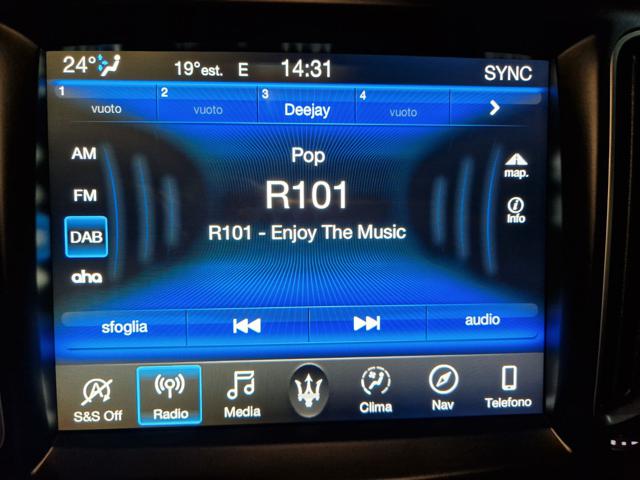 24° 19°est. E 14:31 SYNC
1 vuoto 2 vuoto 3 Deejay 4 vuoto
AM
Pop
map.
FM
R101
DAB
R101 - Enjoy The Music
Info
aha
sfoglia
audio
S&S Off Radio Media Clima Nav Telefono